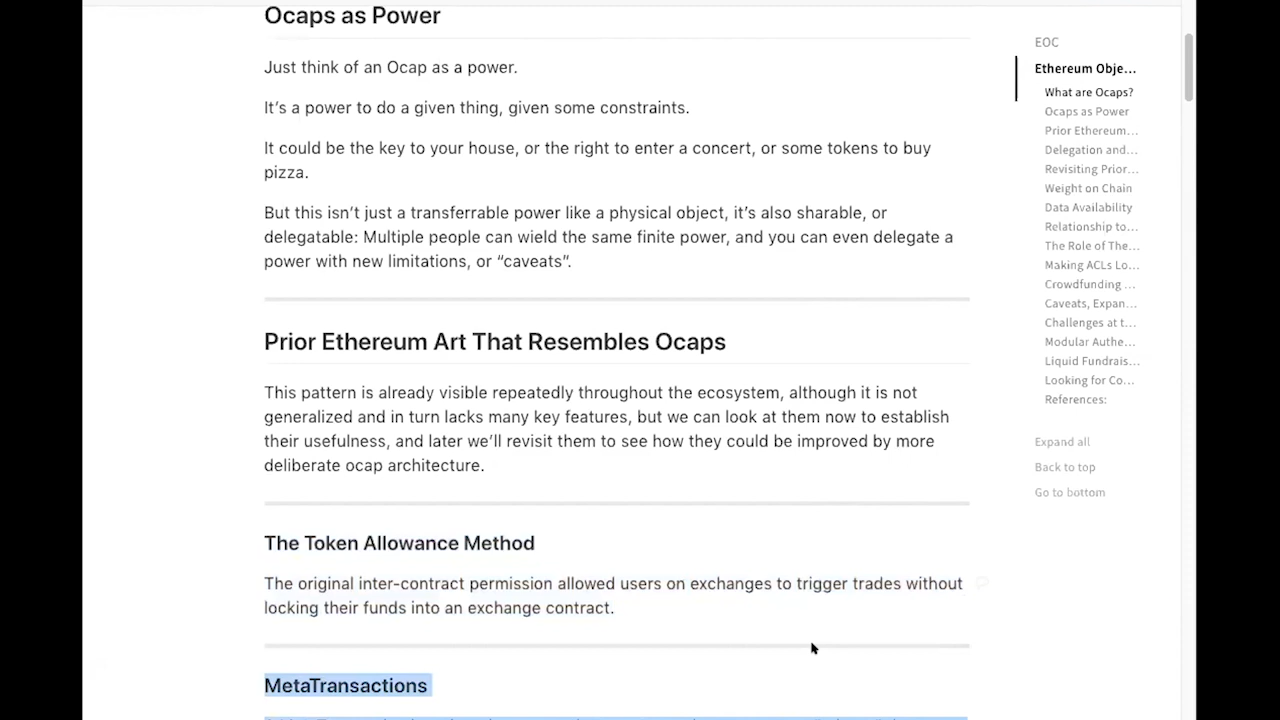 Ocaps as Power
Just think of an Ocap as a power.
It's a power to do a given thing, given some constraints.
It could be the key to your house, or the right to enter a concert, or some tokens to buy
pizza.
But this isn't just a transferrable power like a physical object, it's also sharable, or
delegatable: Multiple people can wield the same finite power, and you can even delegate a
power with new limitations, or “caveats”.
Prior Ethereum Art That Resembles Ocaps
This pattern is already visible repeatedly throughout the ecosystem, although it is not
generalized and in turn lacks many key features, but we can look at them now to establish
their usefulness, and later we'll revisit them to see how they could be improved by more
deliberate ocap architecture.
The Token Allowance Method
The original inter-contract permission allowed users on exchanges to trigger trades without
locking their funds into an exchange contract.
MetaTransactions
EOC
Ethereum Obje...
What are Ocaps?
Ocaps as Power
Prior Ethereum...
Delegation and...
Revisiting Prior...
Weight on Chain
Data Availability
Relationship to...
The Role of The...
Making ACLs Lo...
Crowdfunding ...
Caveats, Expan...
Challenges at t...
Modular Authe...
Liquid Fundrais...
Looking for Co...
References:
Expand all
Back to top
Go to bottom